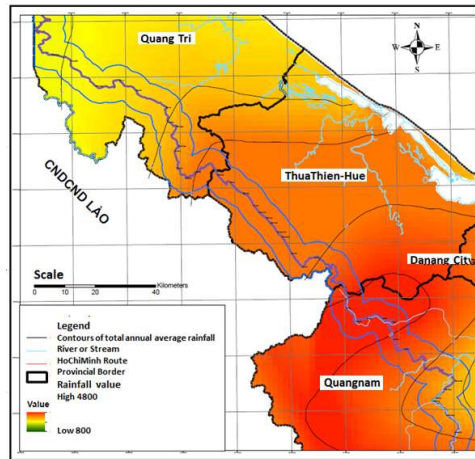 Quang Tri
N
W
E
S
ThuaThien-Hue
CNDCND LÀO
Danang City
Scale
Kilometers
0
10
20
40
Legend
Contours of total annual average rainfall
River or Stream
HoChiMinh Route
Provincial Border
Rainfall value
High 4800
Value
Low 800
Quangnam